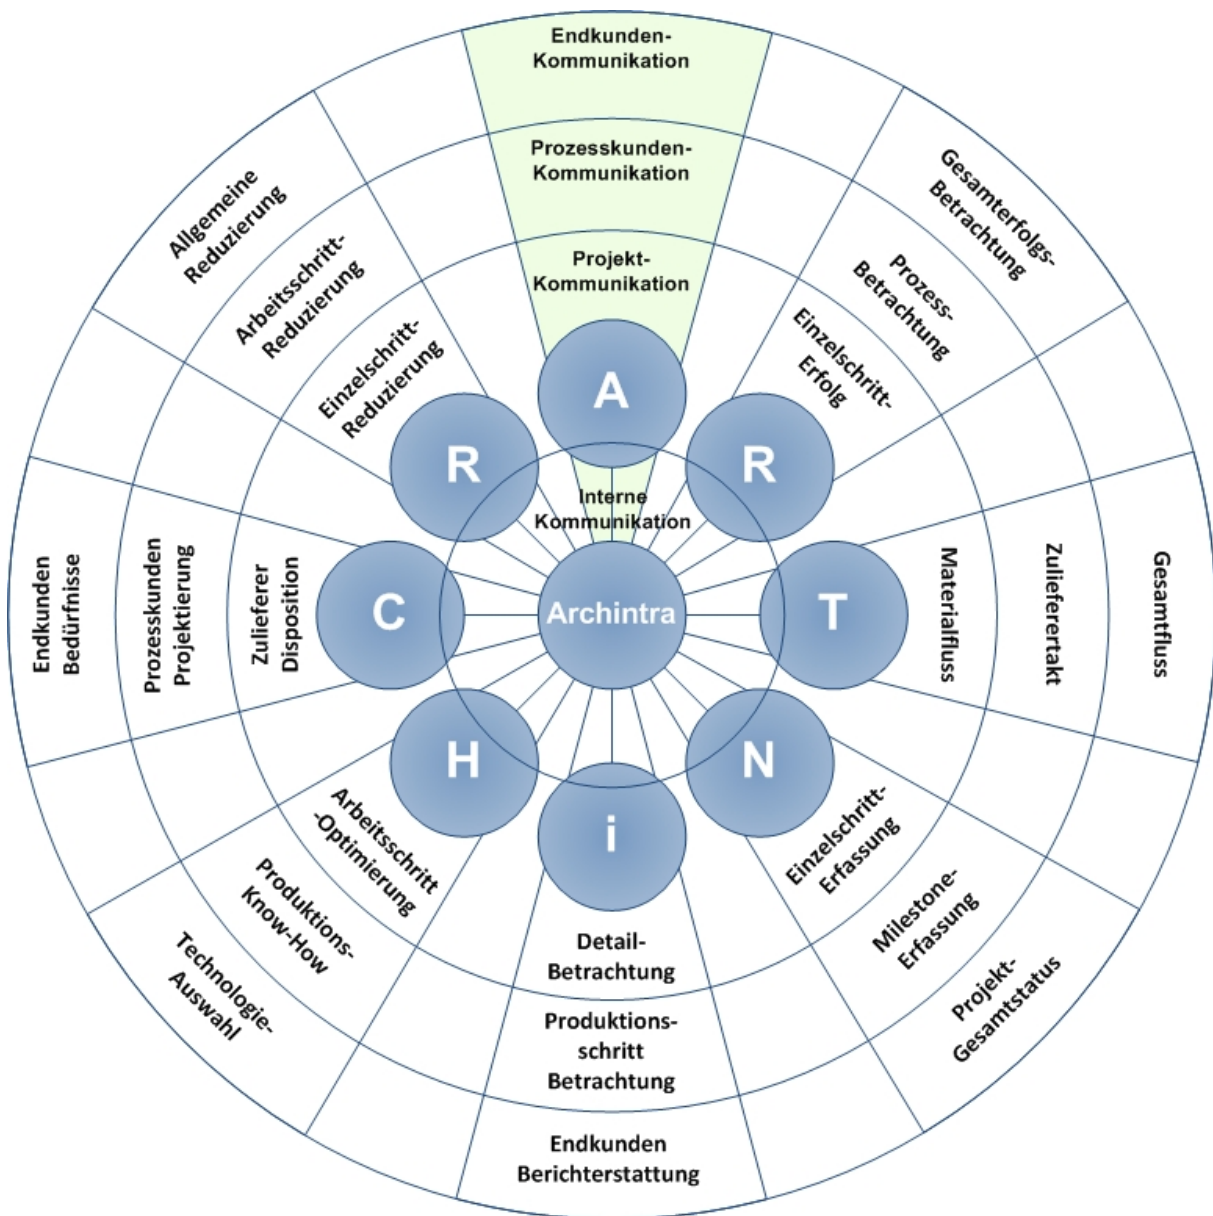 Endkunden-
Kommunikation
Prozesskunden-
Kommunikation
Projekt-
Kommunikation
A
Interne
Kommunikation
Archintra
Gesamterfolgs-
Betrachtung
Prozess-
Betrachtung
Einzelschritt-
Erfolg
R
Gesamtfluss
Zulieferertakt
Materialfluss
T
Projekt-
Gesamtstatus
Milestone-
Erfassung
Einzelschritt-
Erfassung
N
i
Detail-
Betrachtung
Produktions-
schritt
Betrachtung
Endkunden
Berichterstattung
H
Arbeitsschritt
-Optimierung
Produktions-
Know-How
Technologie-
Auswahl
C
Zulieferer
Disposition
Prozesskunden
Projektierung
Endkunden
Bedürfnisse
R
Einzelschritt-
Reduzierung
Arbeitsschritt-
Reduzierung
Allgemeine
Reduzierung